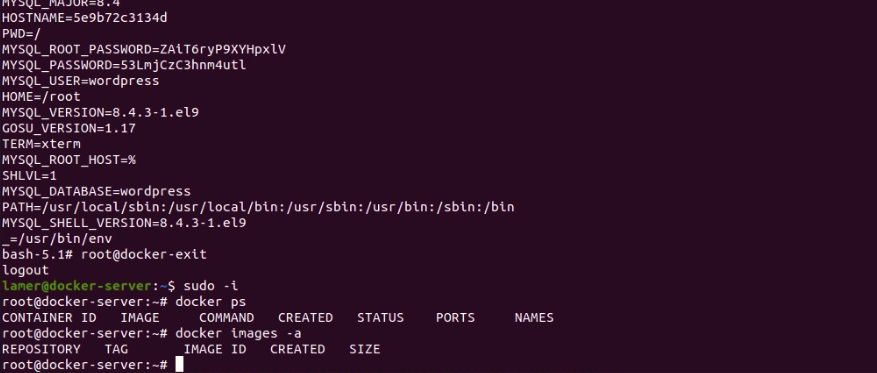 MYSQL_MAJOR=8.4
HOSTNAME=5e9b72c3134d
PWD=/
MYSQL_ROOT_PASSWORD=ZAiT6ryP9XYHpxlV
MYSQL_PASSWORD=53LmjCzC3hnm4utl
MYSQL_USER=wordpress
HOME=/root
MYSQL_VERSION=8.4.3-1.el9
GOSU_VERSION=1.17
TERM=xterm
MYSQL_ROOT_HOST=%
SHLVL=1
MYSQL_DATABASE=wordpress
PATH=/usr/local/sbin:/usr/local/bin:/usr/sbin:/usr/bin:/sbin:/bin
MYSQL_SHELL_VERSION=8.4.3-1.el9
_=/usr/bin/env
bash-5.1# root@docker-exit
logout
lamer@docker-server:~$ sudo -i
root@docker-server:~# docker ps
CONTAINER ID   IMAGE     COMMAND   CREATED   STATUS    PORTS     NAMES
root@docker-server:~# docker images -a
REPOSITORY   TAG       IMAGE ID   CREATED   SIZE
root@docker-server:~#